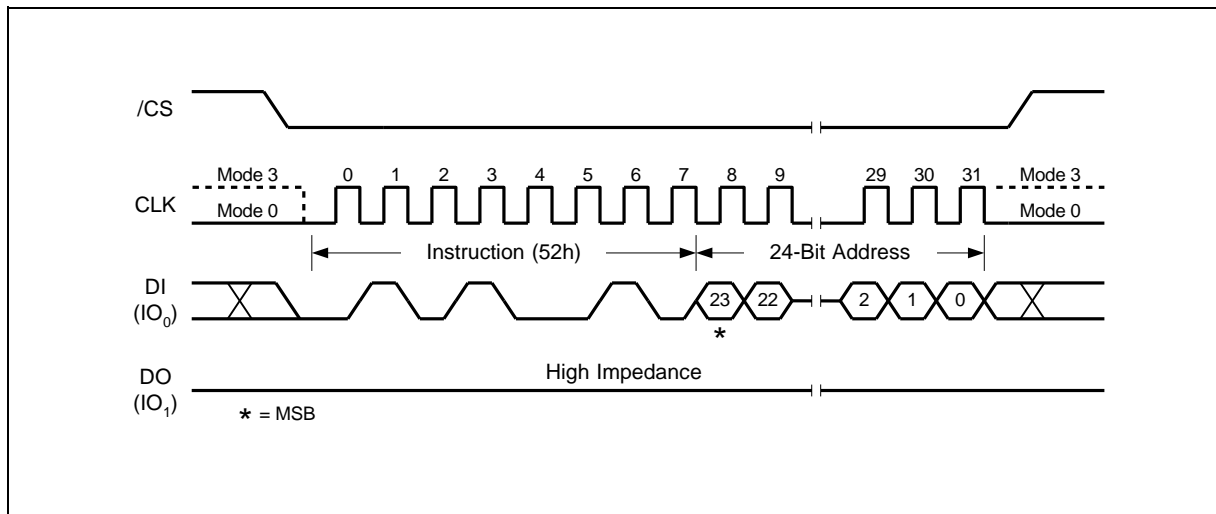 /CS
Mode 3
0 1 2 3 4 5 6 7 8 9 29 30 31
Mode 3
CLK
Mode 0
Mode 0
Instruction (52h)
24-Bit Address
DI
(IO0)
23 22 2 1 0
*
High Impedance
DO
(IO1)
* = MSB